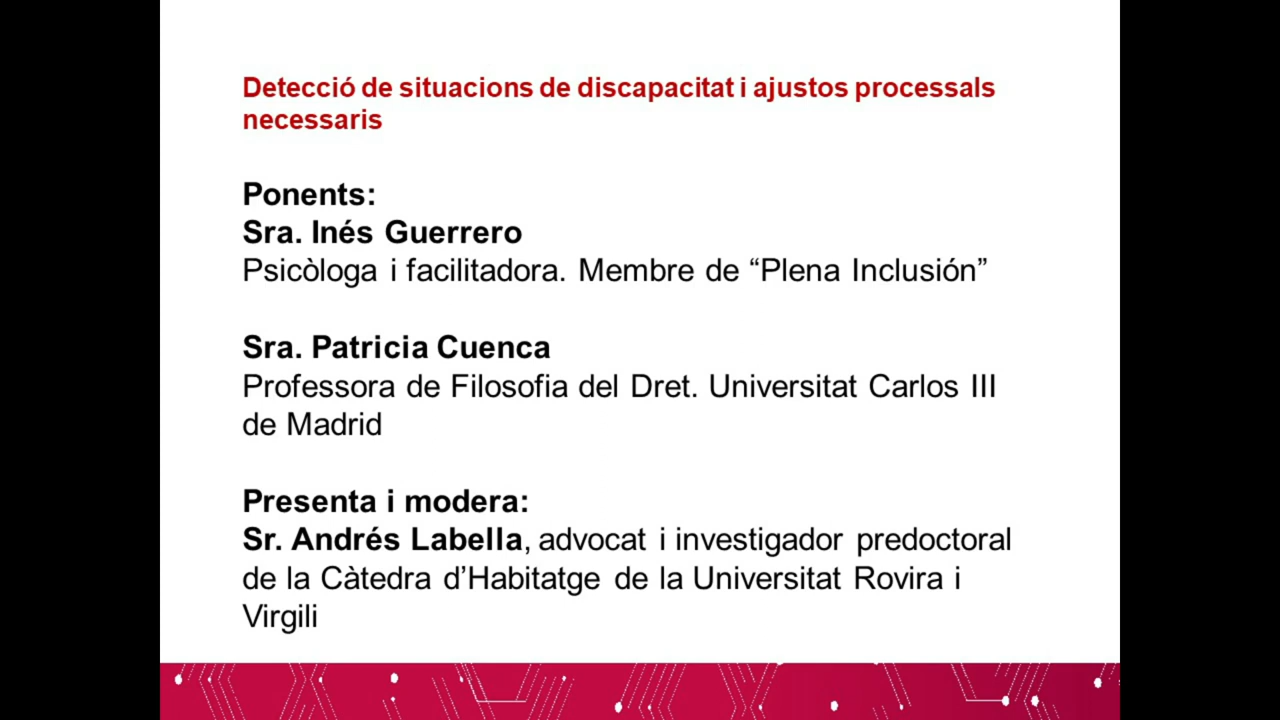 Detecció de situacions de discapacitat i ajustos processals
necessaris
Ponents:
Sra. Inés Guerrero
Psicòloga i facilitadora. Membre de “Plena Inclusión”
Sra. Patricia Cuenca
Professora de Filosofia del Dret. Universitat Carlos III
de Madrid
Presenta i modera:
Sr. Andrés Labella, advocat i investigador predoctoral
de la Càtedra d’Habitatge de la Universitat Rovira i
Virgili